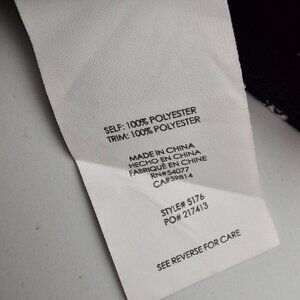 SELF: 100% POLYESTER
TRIM: 100% POLYESTER
MADE IN CHINA
HECHO EN CHINA
FABRIQUÉ EN CHINE
RN#54077
CA#59814
STYLE# 5176
PO# 217413
SEE REVERSE FOR CARE